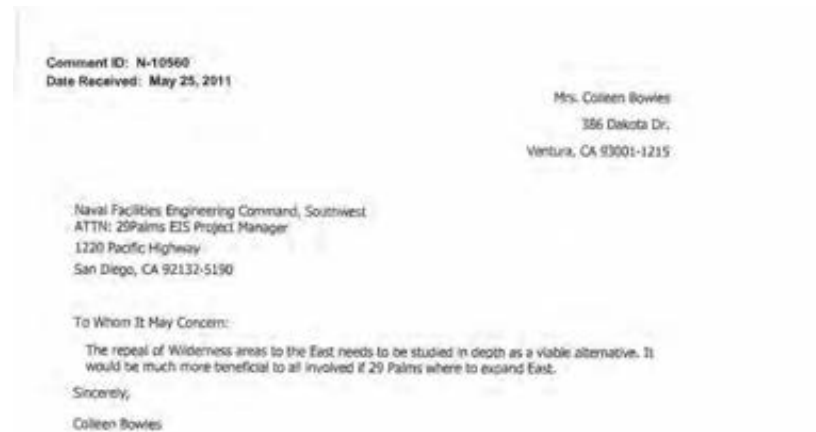 Comment ID: N-10560
Date Received: May 25, 2011
Mrs. Colleen Bowles
386 Dakota Dr.
Ventura, CA 93001-1215
Naval Facilities Engineering Command, Southwest
ATTN: 29Palms EIS Project Manager
1220 Pacific Highway
San Diego, CA 92132-5190
To Whom It May Concern:
The repeal of Wilderness areas to the East needs to be studied in depth as a viable alternative. It
would be much more beneficial to all involved if 29 Palms where to expand East.
Sincerely,
Colleen Bowles